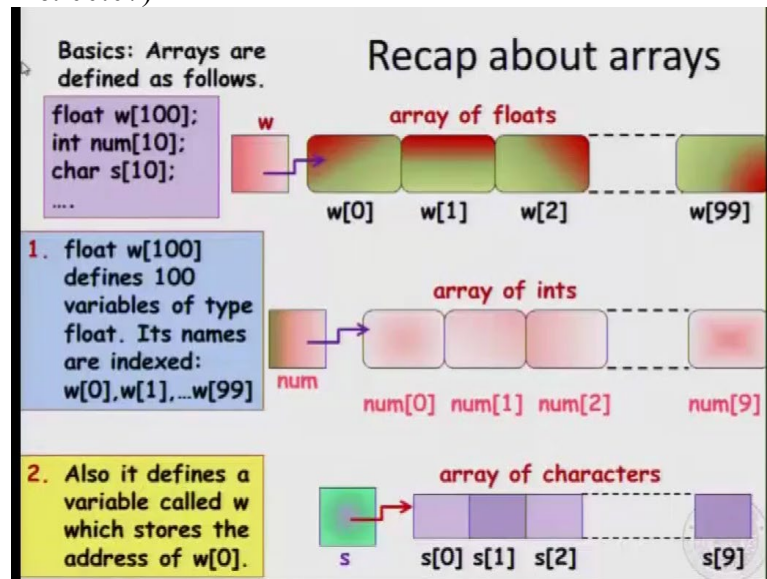 Basics: Arrays are
defined as follows.
Recap about arrays
float w[100];
int num[10];
char s[10];
....
w
array of floats
w[0] w[1] w[2] w[99]
1. float w[100]
defines 100
variables of type
float. Its names
are indexed:
w[0],w[1],…w[99]
array of ints
num
num[0] num[1] num[2] num[9]
2. Also it defines a
variable called w
which stores the
address of w[0].
array of characters
s
s[0] s[1] s[2] s[9]